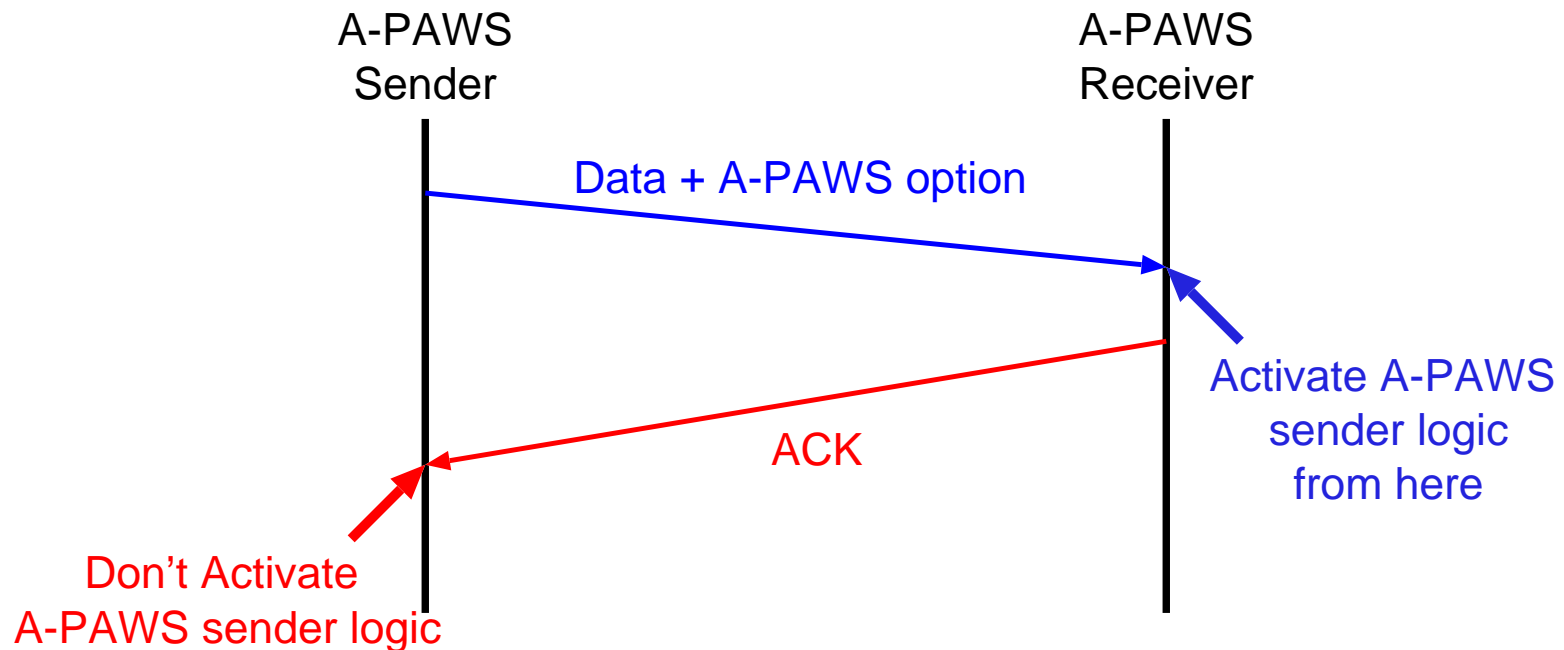 A-PAWS
Sender
A-PAWS
Receiver
Data + A-PAWS option
Activate A-PAWS
sender logic
from here
ACK
Don’t Activate
A-PAWS sender logic